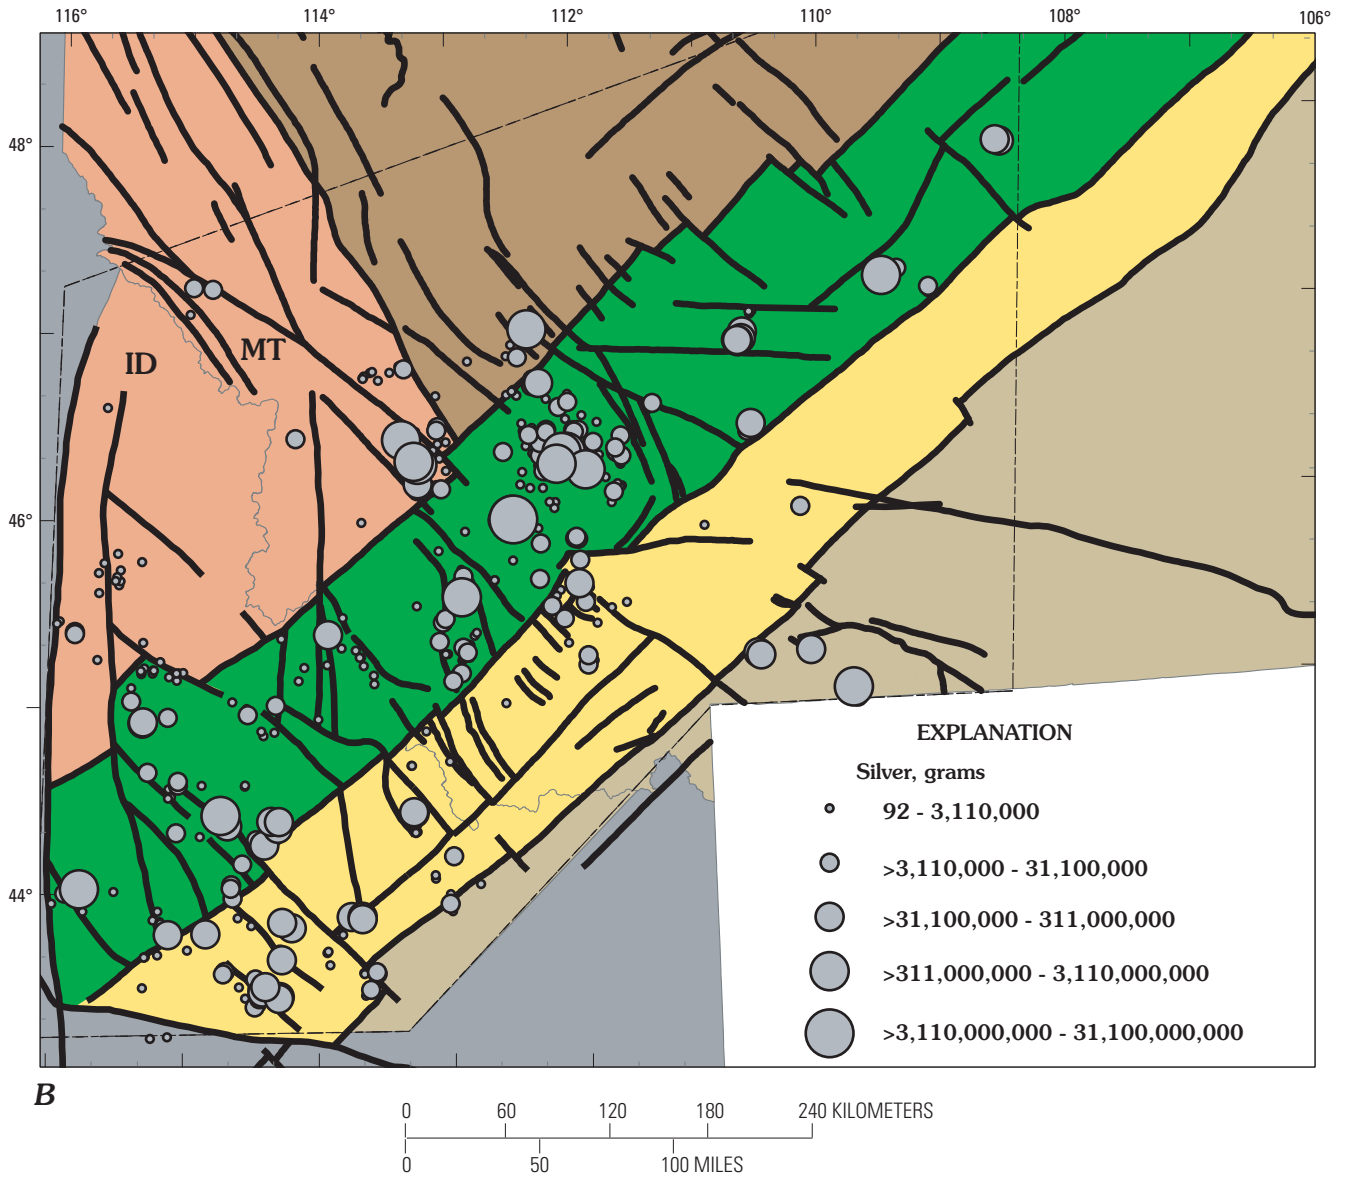 116° 114° 112° 110° 108° 106°
48°
MT
ID
46°
EXPLANATION
Silver, grams
92 - 3,110,000
>3,110,000 - 31,100,000
44°
>31,100,000 - 311,000,000
>311,000,000 - 3,110,000,000
>3,110,000,000 - 31,100,000,000
B
0 60 120 180 240 KILOMETERS
0 50 100 MILES